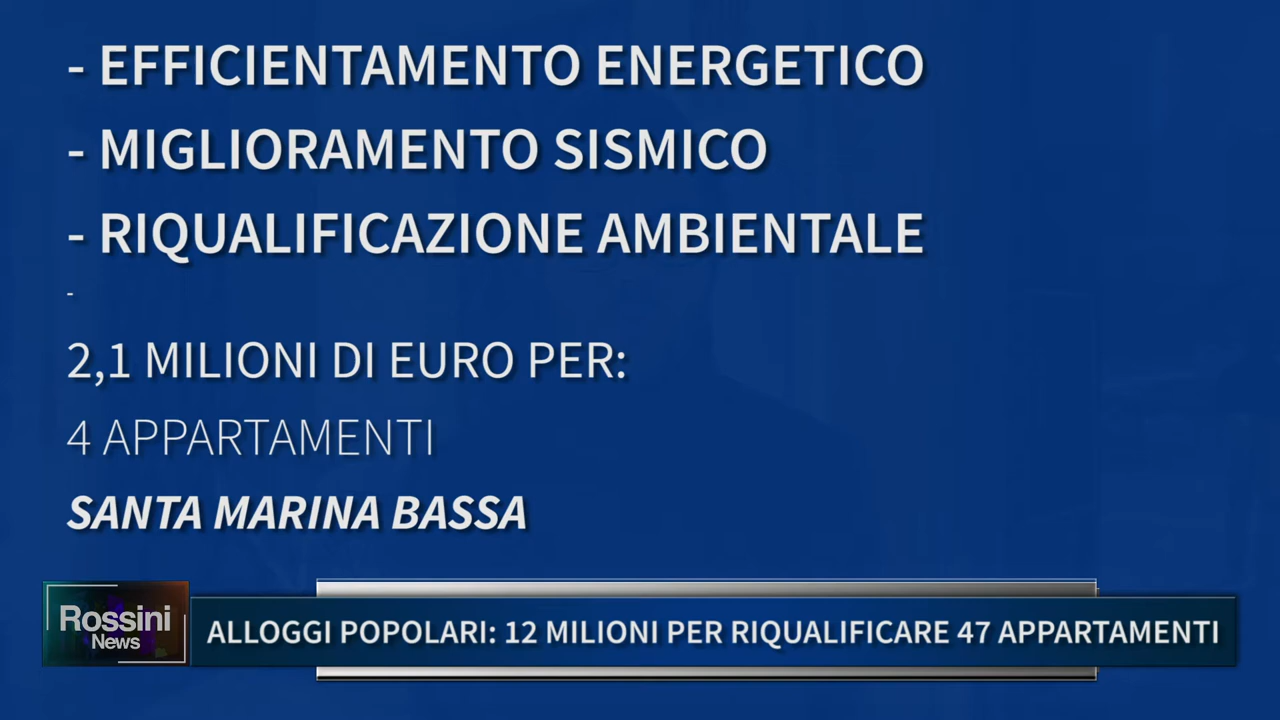 - EFFICIENTAMENTO ENERGETICO
- MIGLIORAMENTO SISMICO
- RIQUALIFICAZIONE AMBIENTALE
-
2,1 MILIONI DI EURO PER:
4 APPARTAMENTI
SANTA MARINA BASSA
Rossini
News
ALLOGGI POPOLARI: 12 MILIONI PER RIQUALIFICARE 47 APPARTAMENTI